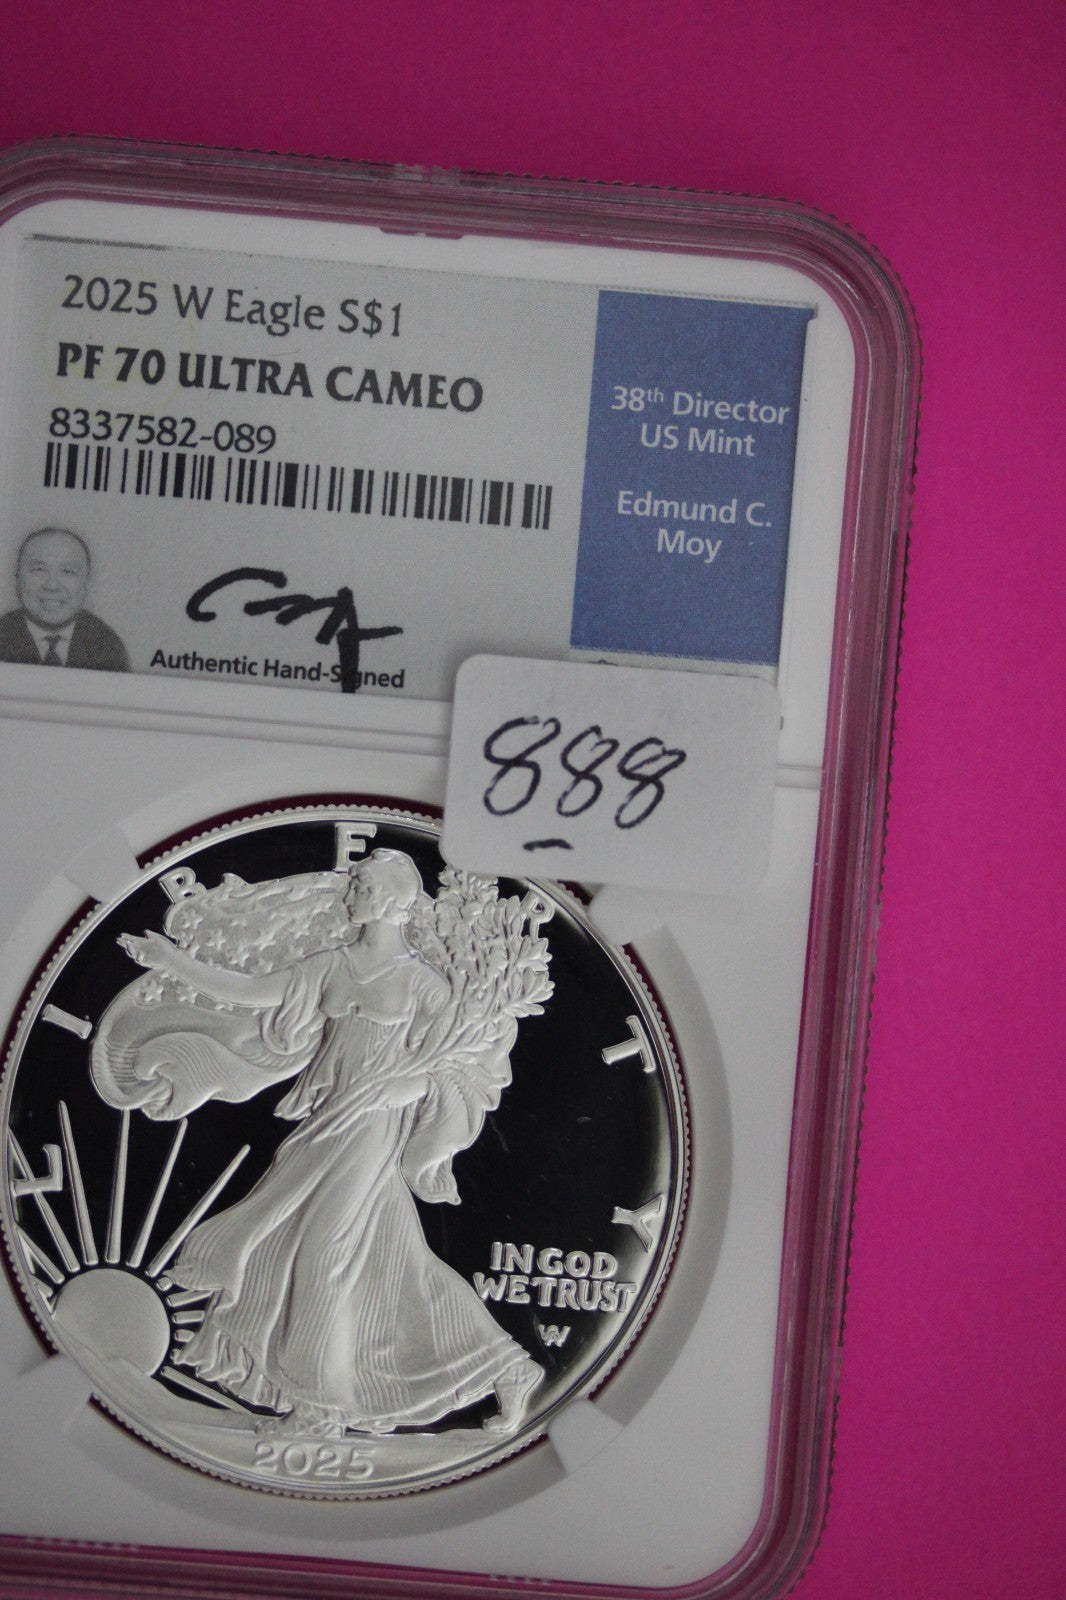 2025 W Eagle S$1
PF 70 ULTRA CAMEO
8337582-089
38th Director
US Mint
Edmund C.
Moy
Authentic Hand-Signed
888
LIBERTY
IN GOD
WE TRUST
2025